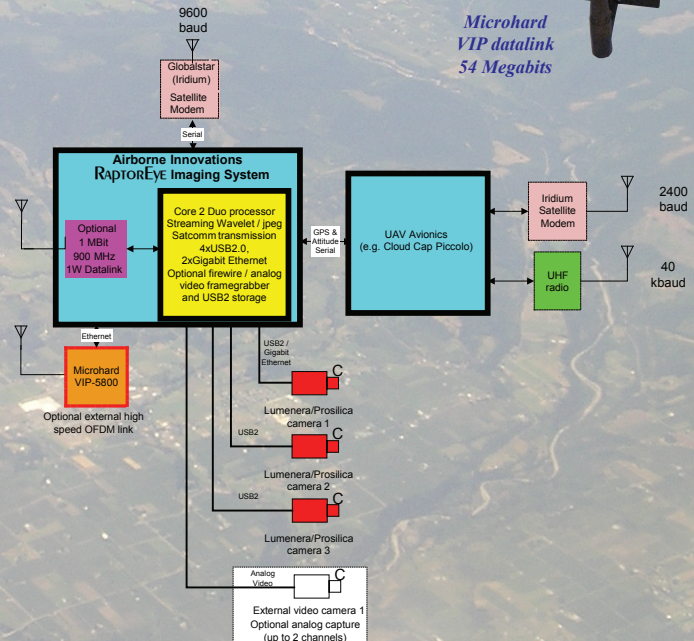 9600
baud
Microhard
VIP datalink
54 Megabits
Globalstar
(Iridium)
Satellite
Modem
Serial
Airborne Innovations
RAPTOREYE Imaging System
Optional
1 MBit
900 MHz
1W Datalink
Core 2 Duo processor
Streaming Wavelet / jpeg
Satcomm transmission
4xUSB2.0,
2xGigabit Ethernet
Optional firewire / analog
video framegrabber
and USB2 storage
GPS &
Attitude
Serial
UAV Avionics
(e.g. Cloud Cap Piccolo)
Iridium
Satellite
Modem
2400
baud
UHF
radio
40
kbaud
Ethernet
Microhard
VIP-5800
Optional external high
speed OFDM link
USB2 /
Gigabit
Ethernet
C
Lumenera/Prosilica
camera 1
USB2
C
Lumenera/Prosilica
camera 2
USB2
C
Lumenera/Prosilica
camera 3
Analog
Video
C
External video camera 1
Optional analog capture
(up to 2 channels)